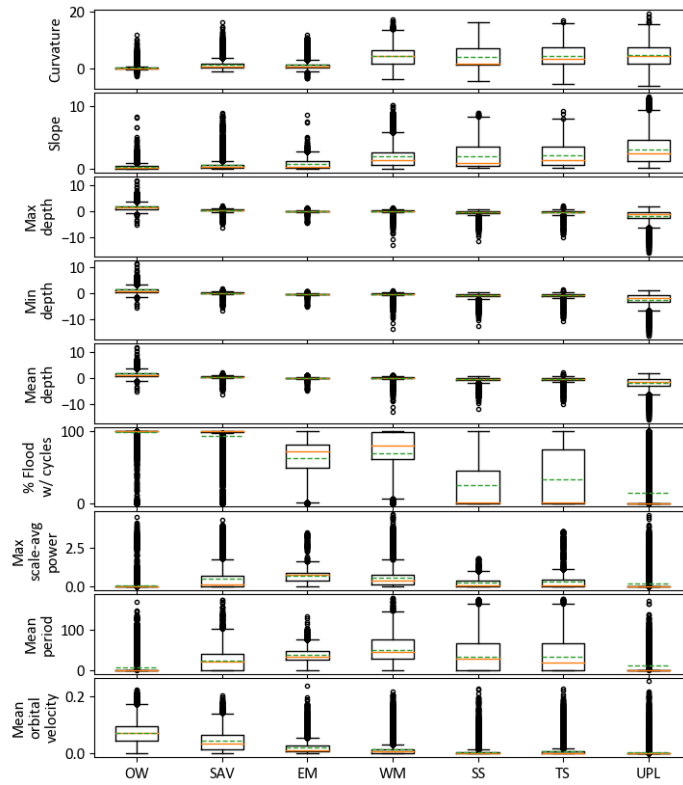 20
0
Curvature
10
0
Slope
10
0
−10
Max
depth
10
0
−10
Min
depth
10
0
−10
Mean
depth
100
0
% Flood
w/ cycles
2.5
0.0
Max
scale-avg
power
100
0
Mean
period
0.2
0.0
Mean
orbital
velocity
OW SAV EM WM SS TS UPL